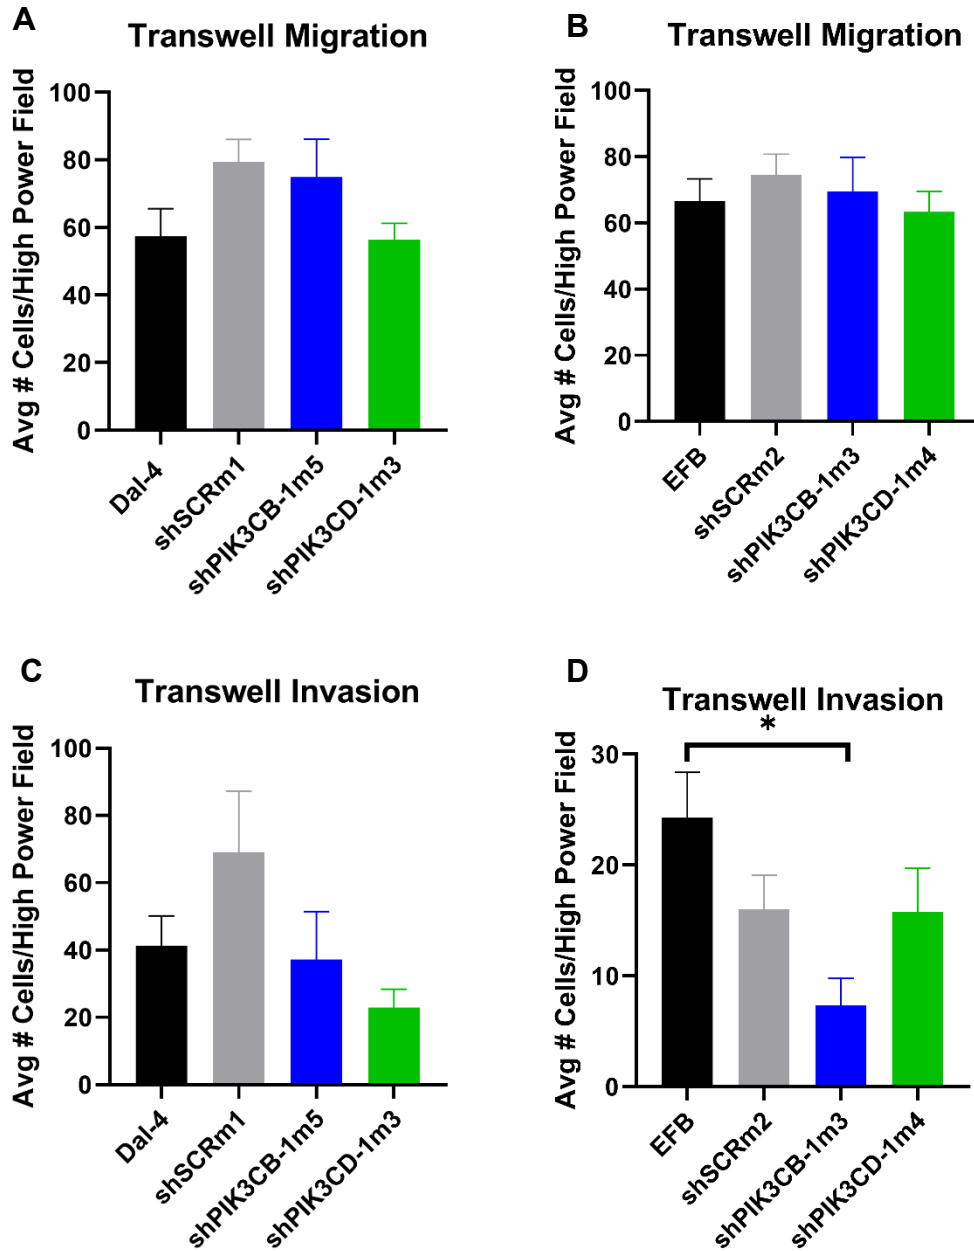 A
Transwell Migration
Avg # Cells/High Power Field
100
80
60
40
20
0
Dal-4
shSCRm1
shPIK3CB-1m5
shPIK3CD-1m3
B
Transwell Migration
Avg # Cells/High Power Field
100
80
60
40
20
0
EFB
shSCRm2
shPIK3CB-1m3
shPIK3CD-1m4
C
Transwell Invasion
Avg # Cells/High Power Field
100
80
60
40
20
0
Dal-4
shSCRm1
shPIK3CB-1m5
shPIK3CD-1m3
D
Transwell Invasion
*
Avg # Cells/High Power Field
30
20
10
0
EFB
shSCRm2
shPIK3CB-1m3
shPIK3CD-1m4